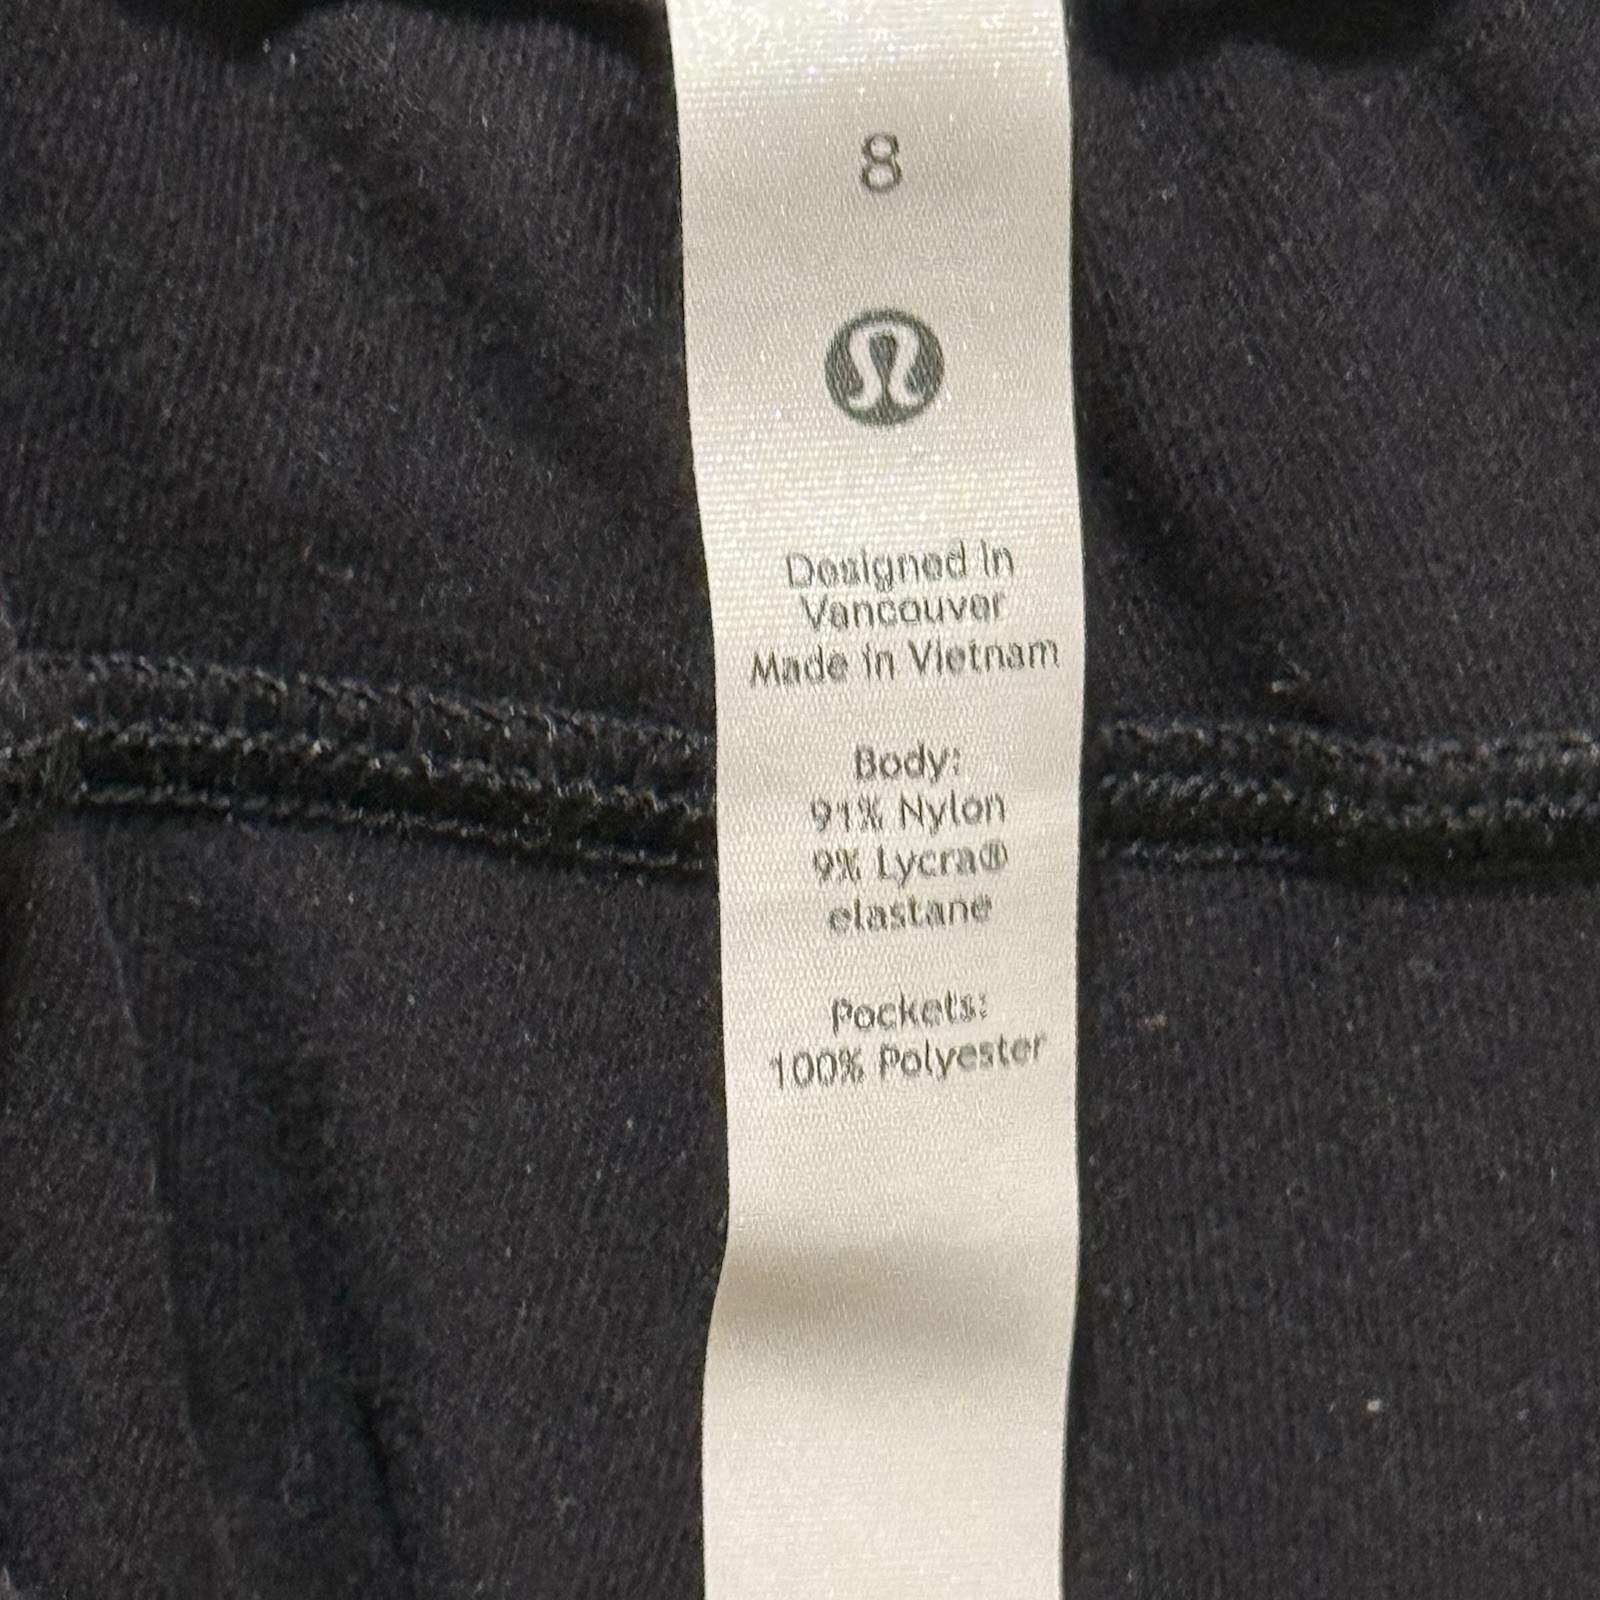 8
Designed in
Vancouver
Made in Vietnam
Body:
91% Nylon
9% Lycra®
elastane
Pockets:
100% Polyester